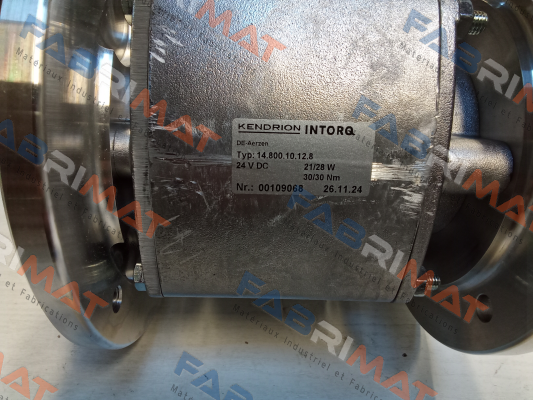 KENDRION INTORQ
DE-Aerzen
Typ: 14.800.10.12.8
24 V DC 21/28 W
30/30 Nm
Nr.: 00109068 26.11.24
FABRIMAT
Matériaux Industriel et Fabrications